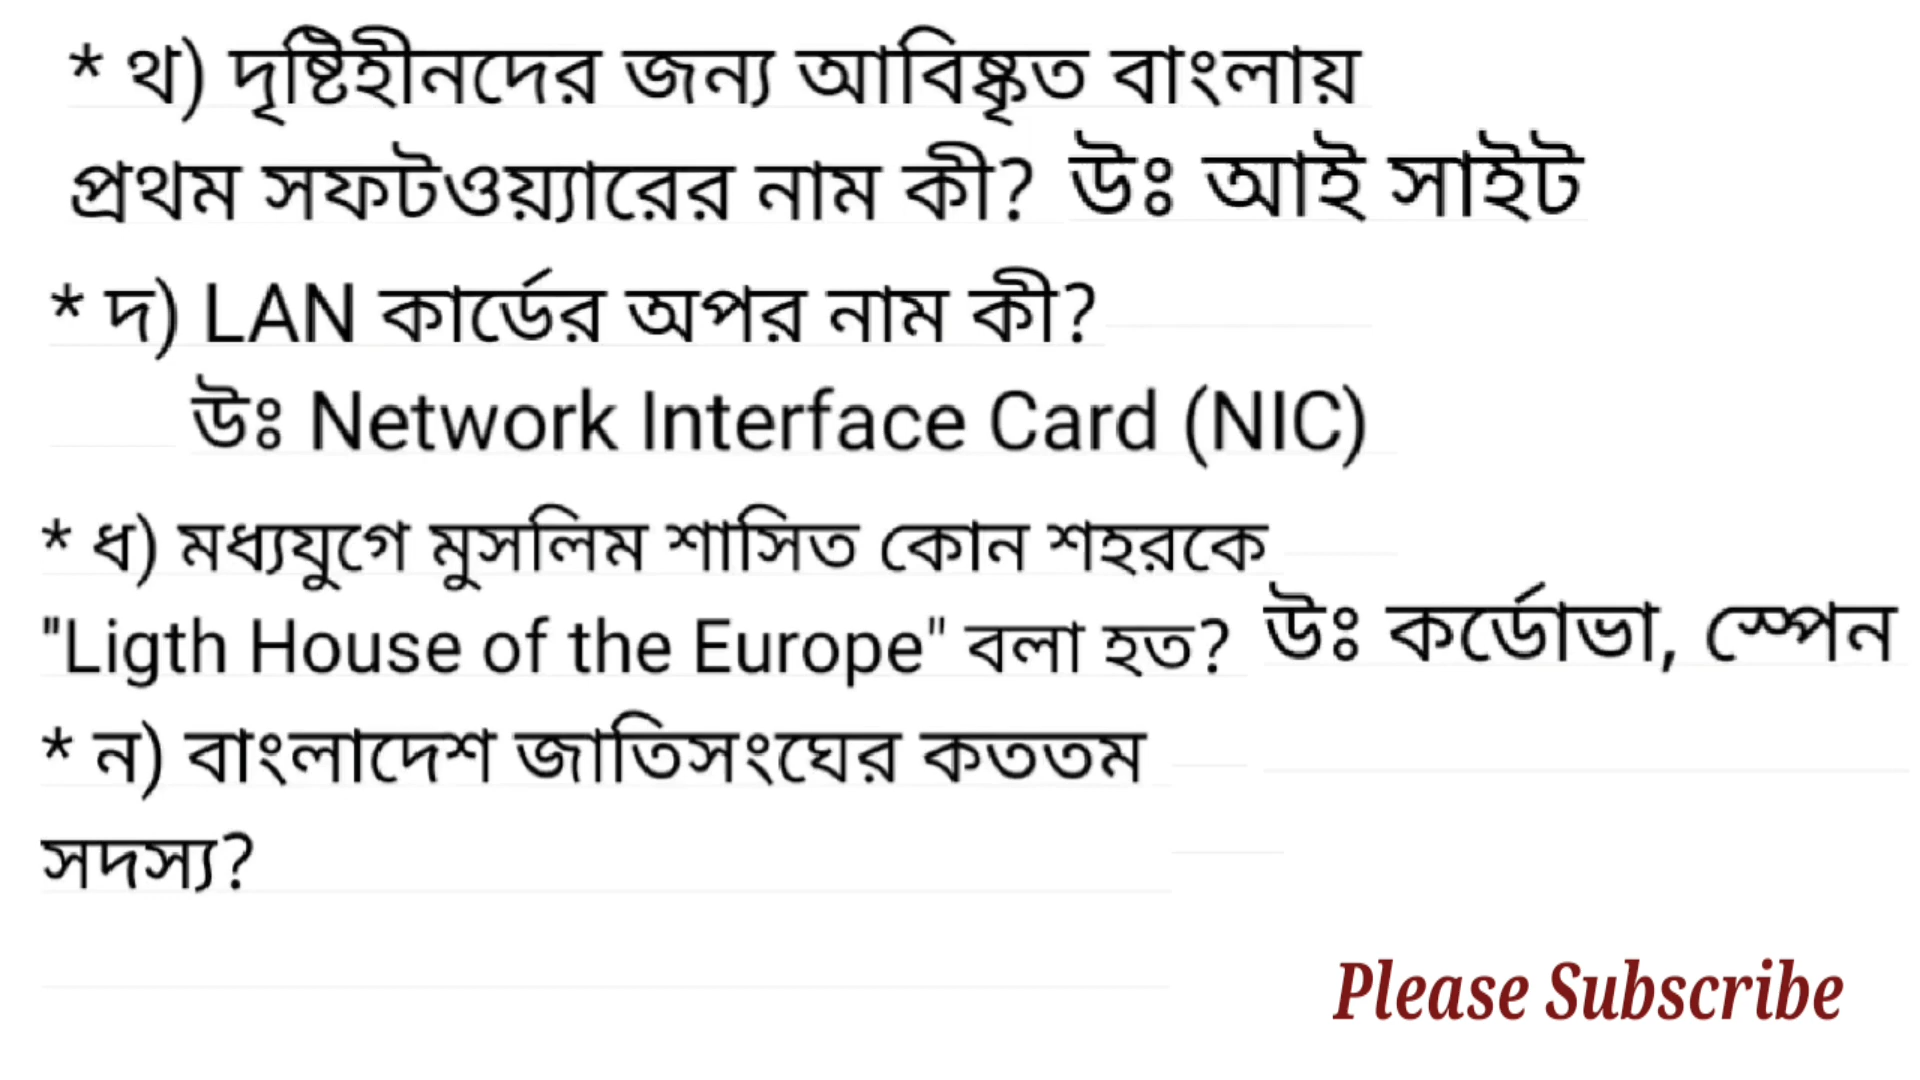 * থ) দৃষ্টিহীনদের জন্য আবিষ্কৃত বাংলায়
প্রথম সফটওয়্যারের নাম কী? উঃ আই সাইট
* দ) LAN কার্ডের অপর নাম কী?
উঃ Network Interface Card (NIC)
* ধ) মধ্যযুগে মুসলিম শাসিত কোন শহরকে
"Ligth House of the Europe" বলা হত? উঃ কর্ডোভা, স্পেন
* ন) বাংলাদেশ জাতিসংঘের কততম
সদস্য?
Please Subscribe